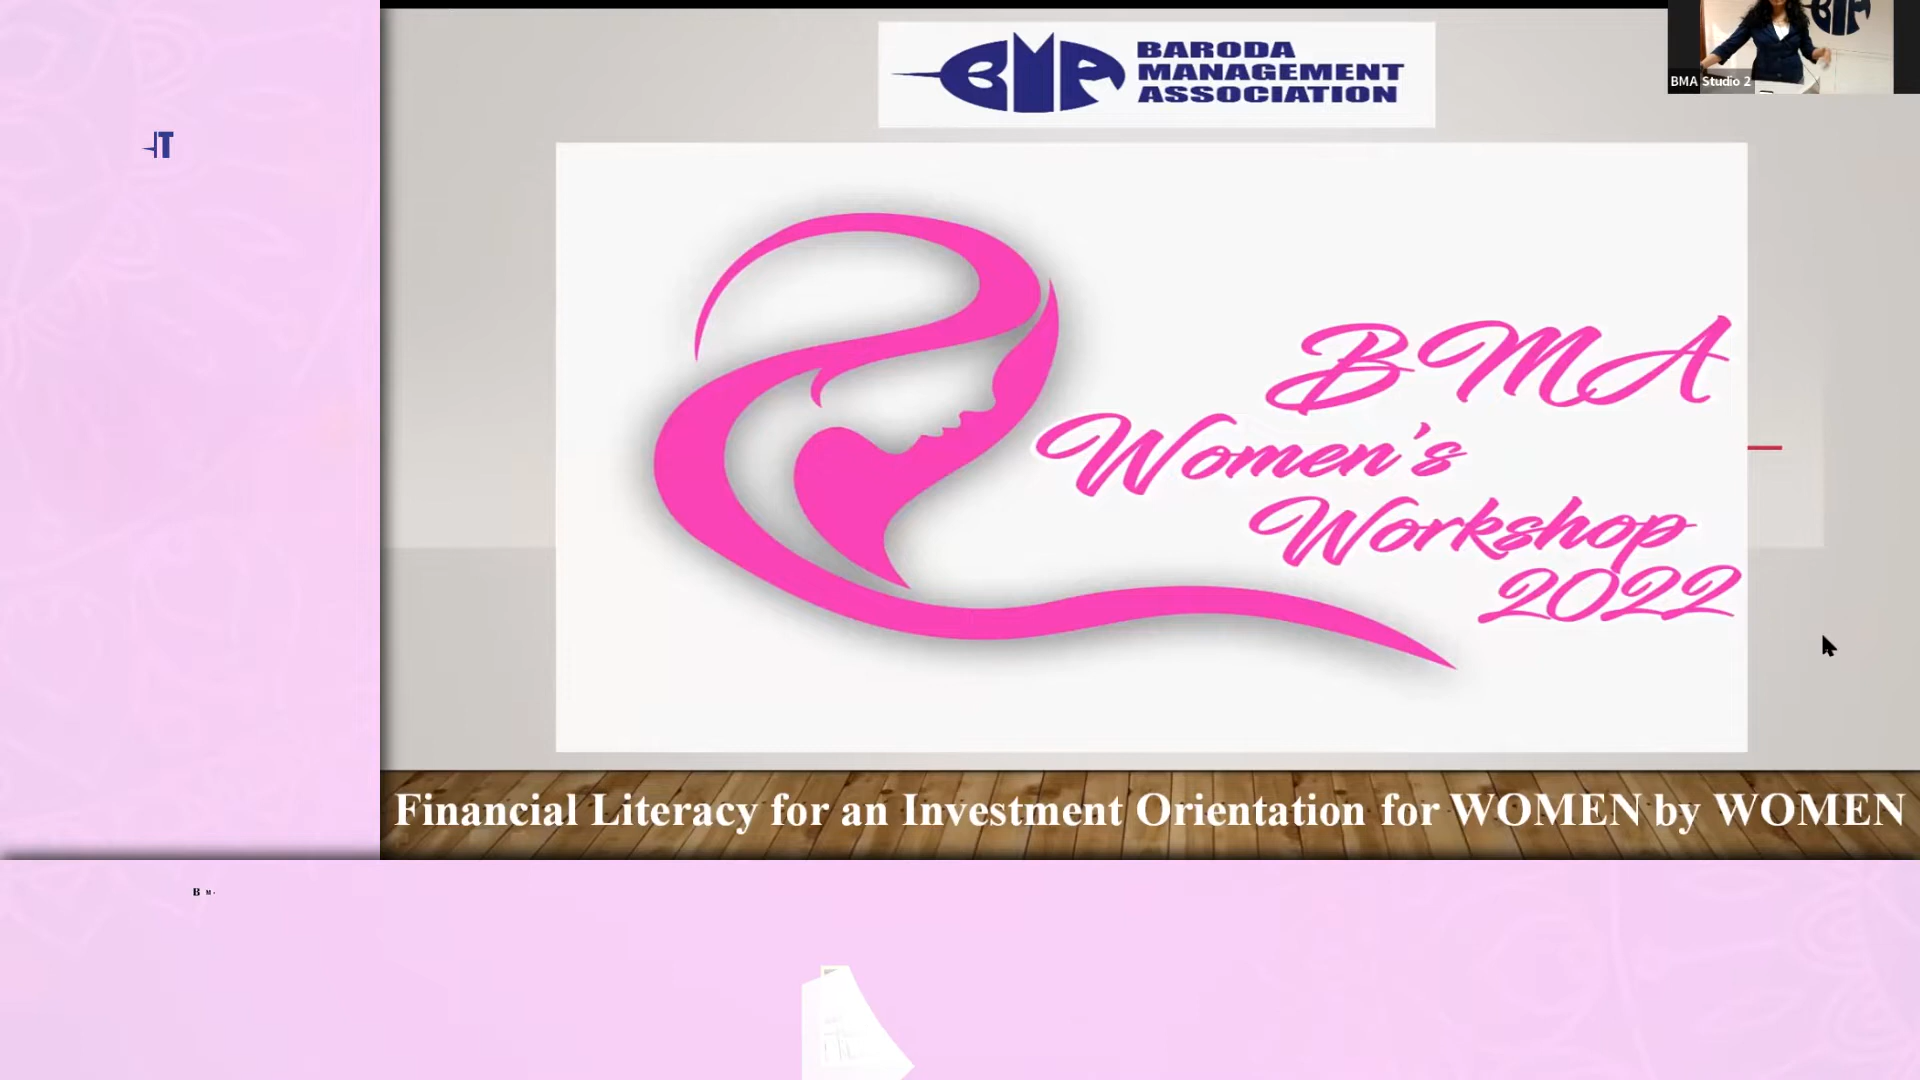 BMA
BARODA
MANAGEMENT
ASSOCIATION
BMA Studio 2
BMA
Women's
Workshop
2022
Financial Literacy for an Investment Orientation for WOMEN by WOMEN